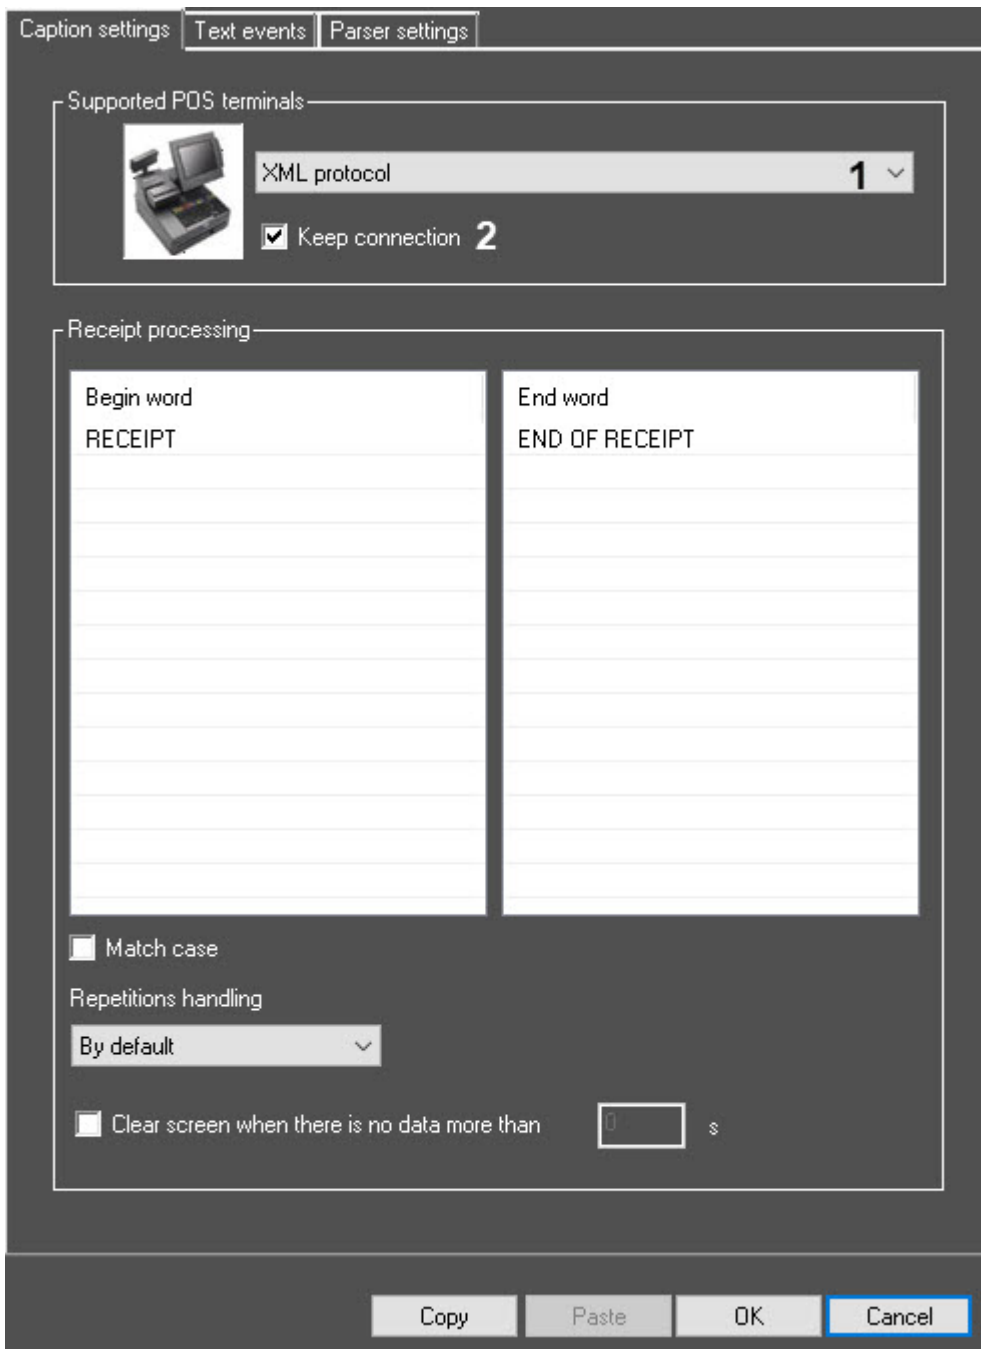 Caption settings Text events Parser settings
Supported POS terminals
XML protocol 1
Keep connection 2
Receipt processing
Begin word End word
RECEIPT END OF RECEIPT
Match case
Repetitions handling
By default
Clear screen when there is no data more than 0 s
Copy Paste OK Cancel